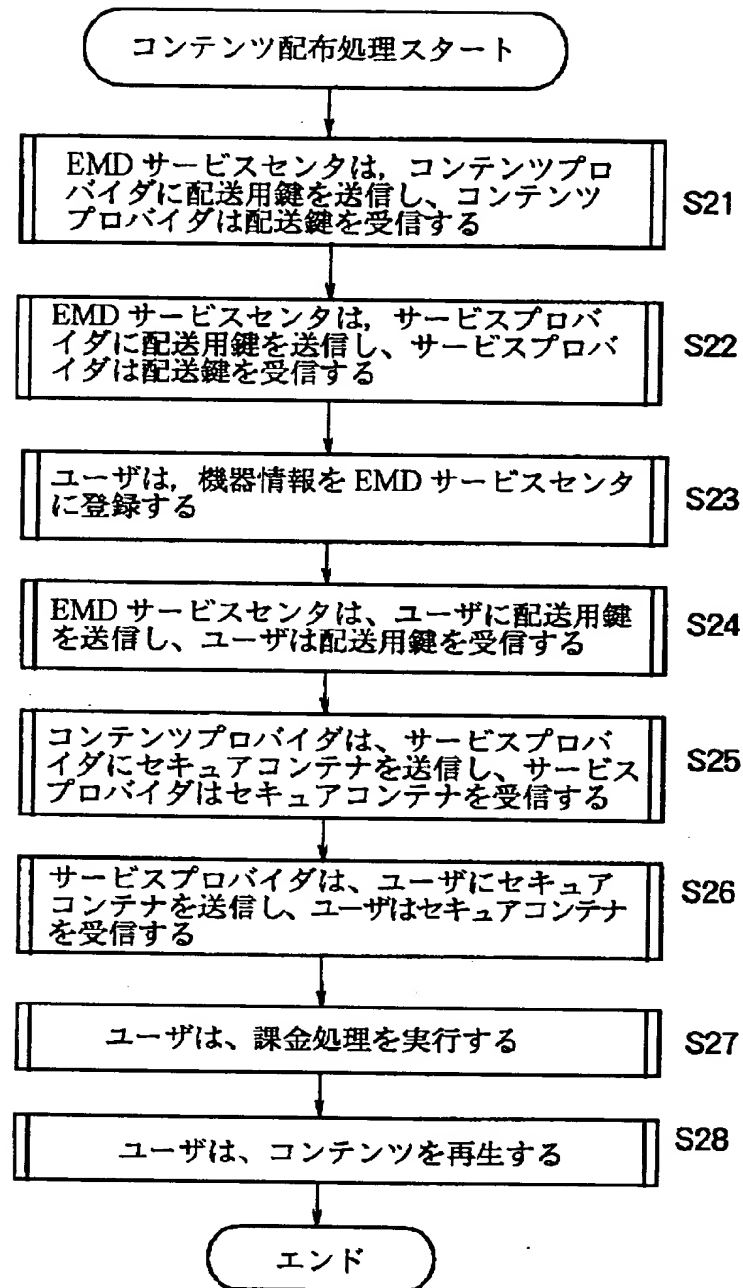 コンテンツ配布処理スタート
EMD サービスセンタは，コンテンツプロ
バイダに配送用鍵を送信し、コンテンツ
プロバイダは配送鍵を受信する
S21
EMD サービスセンタは，サービスプロバ
イダに配送用鍵を送信し、サービスプロバ
イダは配送鍵を受信する
S22
ユーザは，機器情報を EMD サービスセンタ
に登録する
S23
EMD サービスセンタは、ユーザに配送用鍵
を送信し、ユーザは配送用鍵を受信する
S24
コンテンツプロバイダは、サービスプロバ
イダにセキュアコンテナを送信し、サービス
プロバイダはセキュアコンテナを受信する
S25
サービスプロバイダは、ユーザにセキュア
コンテナを送信し、ユーザはセキュアコンテナ
を受信する
S26
ユーザは、課金処理を実行する
S27
ユーザは、コンテンツを再生する
S28
エンド